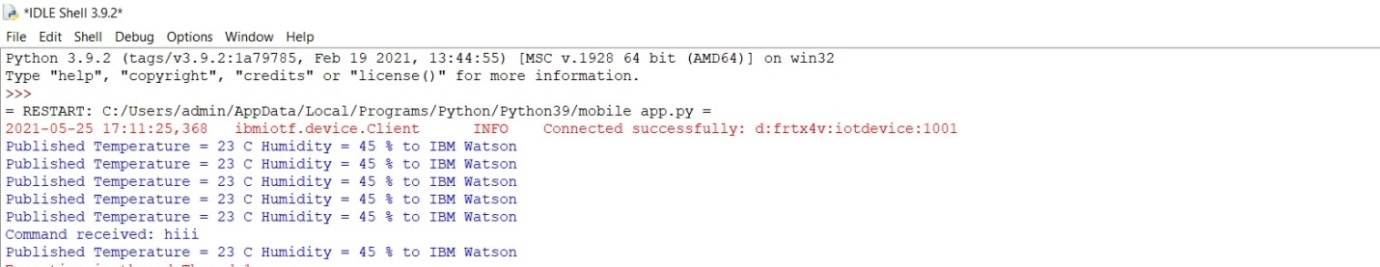 *IDLE Shell 3.9.2*
File Edit Shell Debug Options Window Help
Python 3.9.2 (tags/v3.9.2:1a79785, Feb 19 2021, 13:44:55) [MSC v.1928 64 bit (AMD64)] on win32
Type "help", "copyright", "credits" or "license()" for more information.
>>>
= RESTART: C:/Users/admin/AppData/Local/Programs/Python/Python39/mobile app.py =
2021-05-25 17:11:25,368 ibmiotf.device.Client INFO Connected successfully: d:frtx4v:iotdevice:1001
Published Temperature = 23 C Humidity = 45 % to IBM Watson
Published Temperature = 23 C Humidity = 45 % to IBM Watson
Published Temperature = 23 C Humidity = 45 % to IBM Watson
Published Temperature = 23 C Humidity = 45 % to IBM Watson
Published Temperature = 23 C Humidity = 45 % to IBM Watson
Command received: hiii
Published Temperature = 23 C Humidity = 45 % to IBM Watson